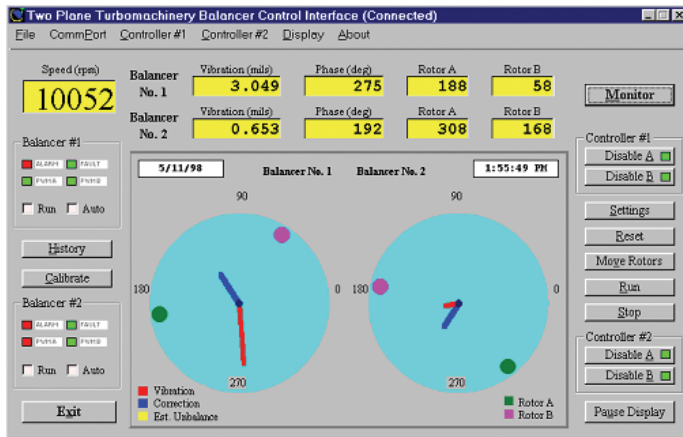 Two Plane Turbomachinery Balancer Control Interface (Connected)
File CommPort Controller #1 Controller #2 Display About
Speed (rpm)
10052
Vibration (mils) Phase (deg) Rotor A Rotor B
Balancer No. 1 3.049 275 188 58
Vibration (mils) Phase (deg) Rotor A Rotor B
Balancer No. 2 0.653 192 308 168
Monitor
Balancer #1
ALARM FAULT
PWR A PWR B
Run Auto
History
Calibrate
Balancer #2
ALARM FAULT
PWR A PWR B
Run Auto
Exit
5/11/98 Balancer No. 1 Balancer No. 2 1:55:49 PM
90 90
180 0 180 0
270 270
Vibration
Correction
Est. Unbalance
Rotor A
Rotor B
Controller #1
Disable A
Disable B
Settings
Reset
Move Rotors
Run
Stop
Controller #2
Disable A
Disable B
Pause Display